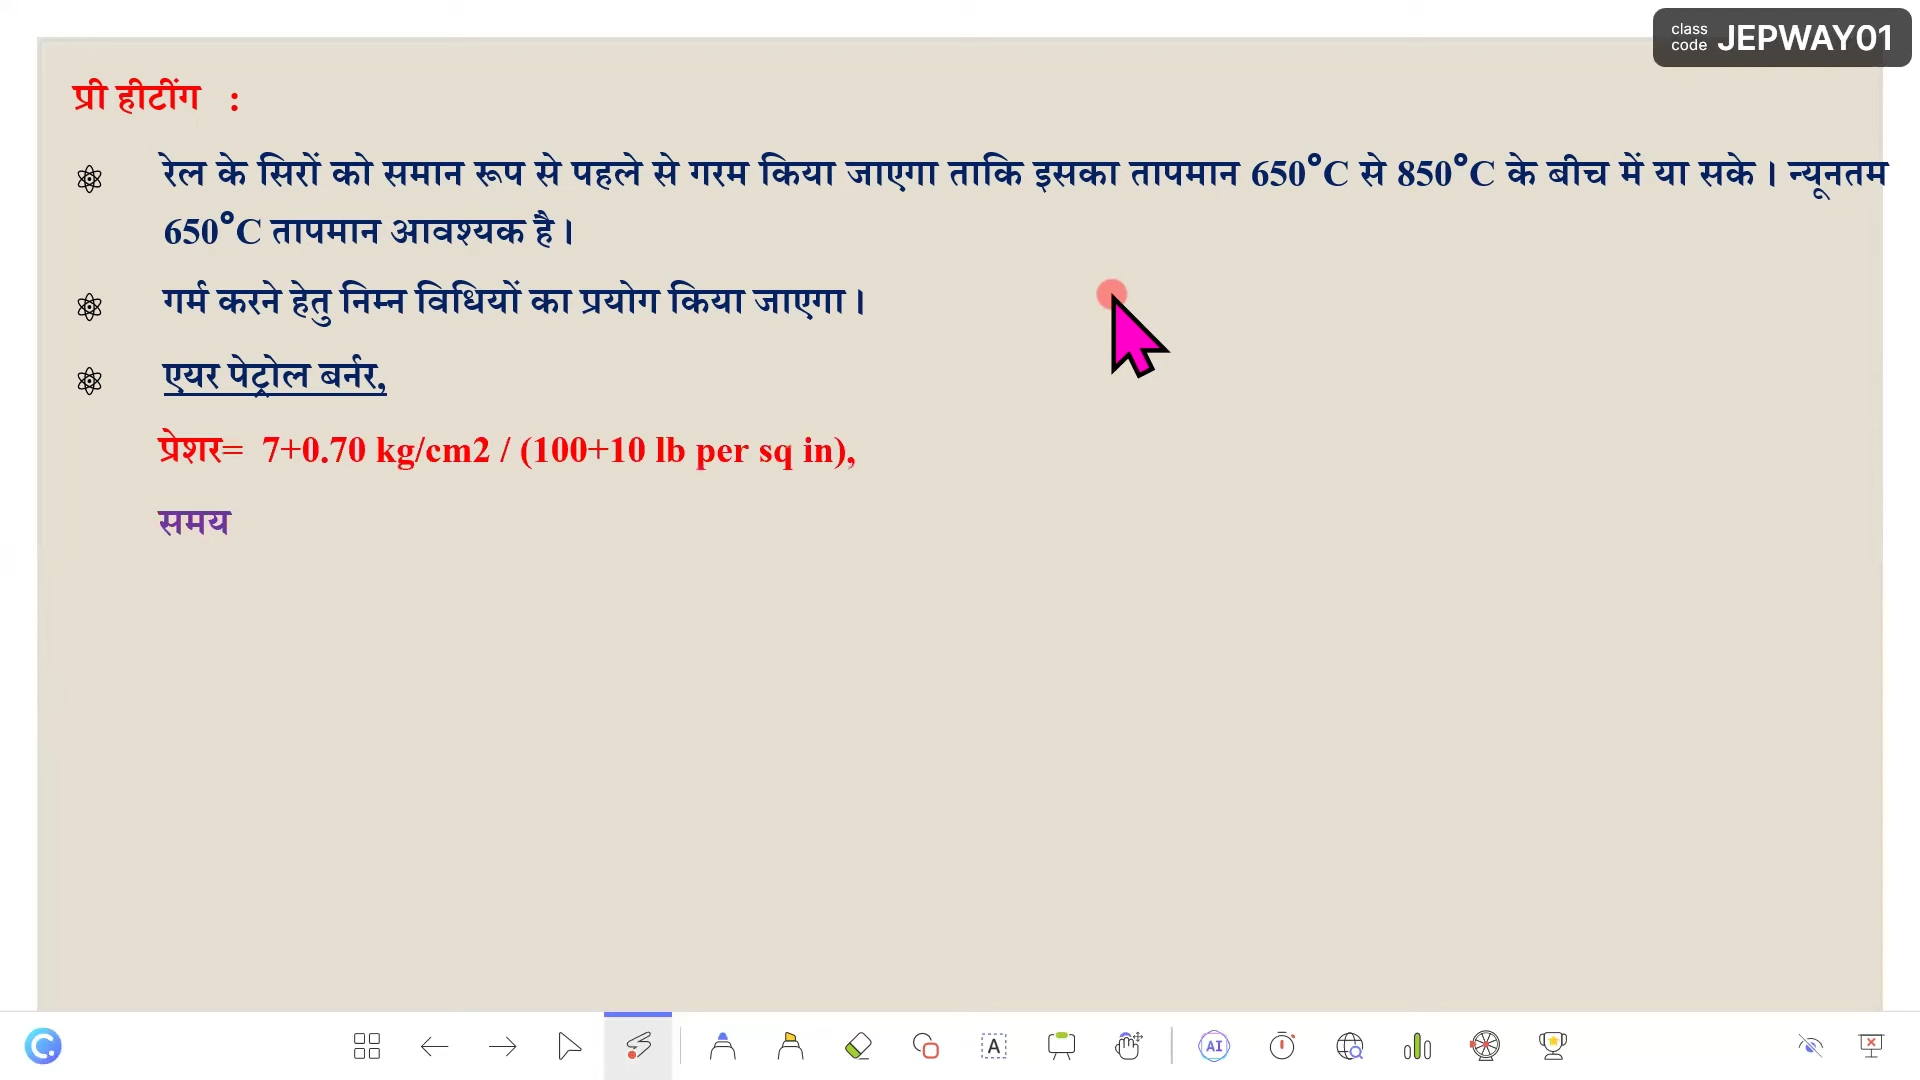 class code JEPWAY01
प्री हीटींग :
रेल के सिरों को समान रूप से पहले से गरम किया जाएगा ताकि इसका तापमान 650°C से 850°C के बीच में या सके। न्यूनतम
650°C तापमान आवश्यक है।
गर्म करने हेतु निम्न विधियों का प्रयोग किया जाएगा।
एयर पेट्रोल बर्नर,
प्रेशर= 7+0.70 kg/cm2 / (100+10 lb per sq in),
समय
A AI